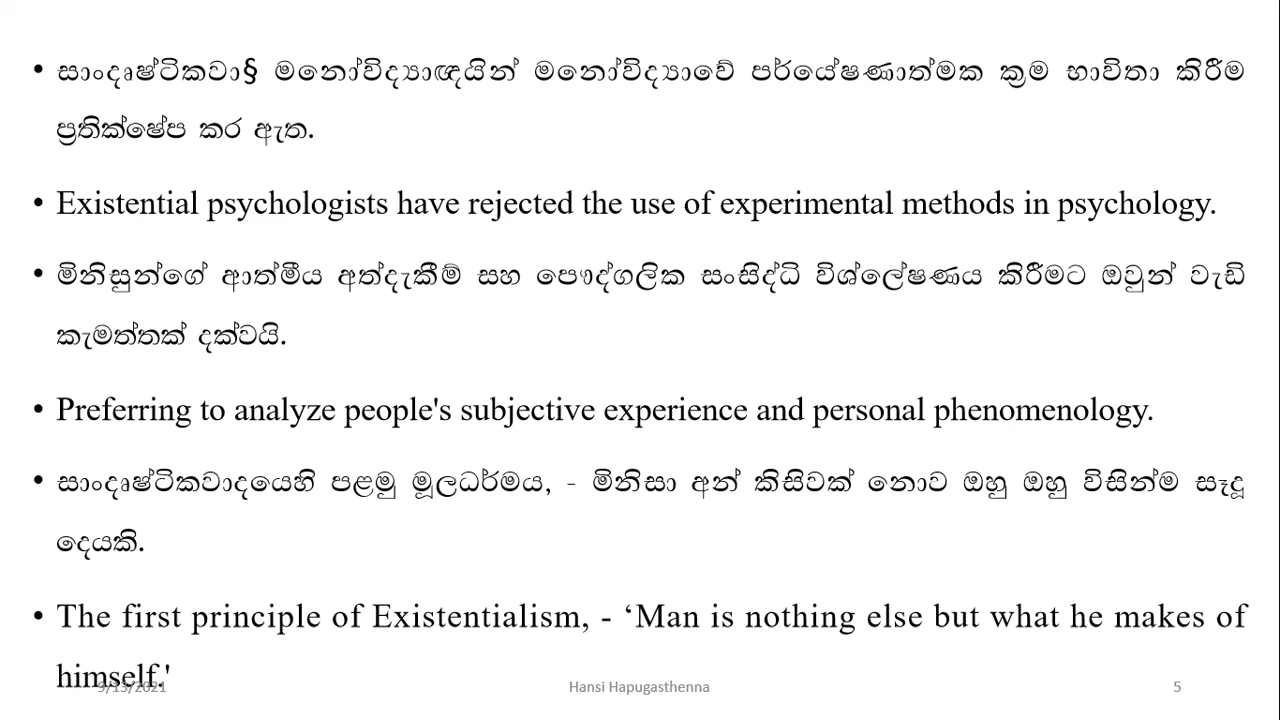 • සාංදෘෂ්ටිකවා§ මනෝවිද්‍යාඥයින් මනෝවිද්‍යාවේ පර්යේෂණාත්මක ක්‍රම භාවිතා කිරීම
ප්‍රතික්ෂේප කර ඇත.
• Existential psychologists have rejected the use of experimental methods in psychology.
• මිනිසුන්ගේ ආත්මීය අත්දැකීම් සහ පෞද්ගලික සංසිද්ධි විශ්ලේෂණය කිරීමට ඔවුන් වැඩි
කැමත්තක් දක්වයි.
• Preferring to analyze people's subjective experience and personal phenomenology.
• සාංදෘෂ්ටිකවාදයෙහි පළමු මූලධර්මය, - මිනිසා අන් කිසිවක් නොව ඔහු ඔහු විසින්ම සෑදූ
දෙයකි.
• The first principle of Existentialism, - ‘Man is nothing else but what he makes of
himself.'
9/13/2021 Hansi Hapugasthenna 5